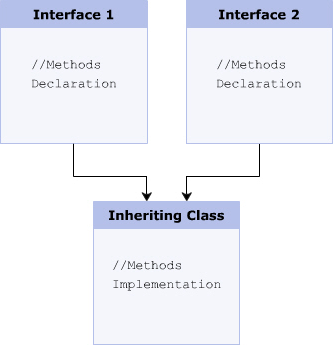 Interface 1
//Methods
Declaration
Interface 2
//Methods
Declaration
Inheriting Class
//Methods
Implementation